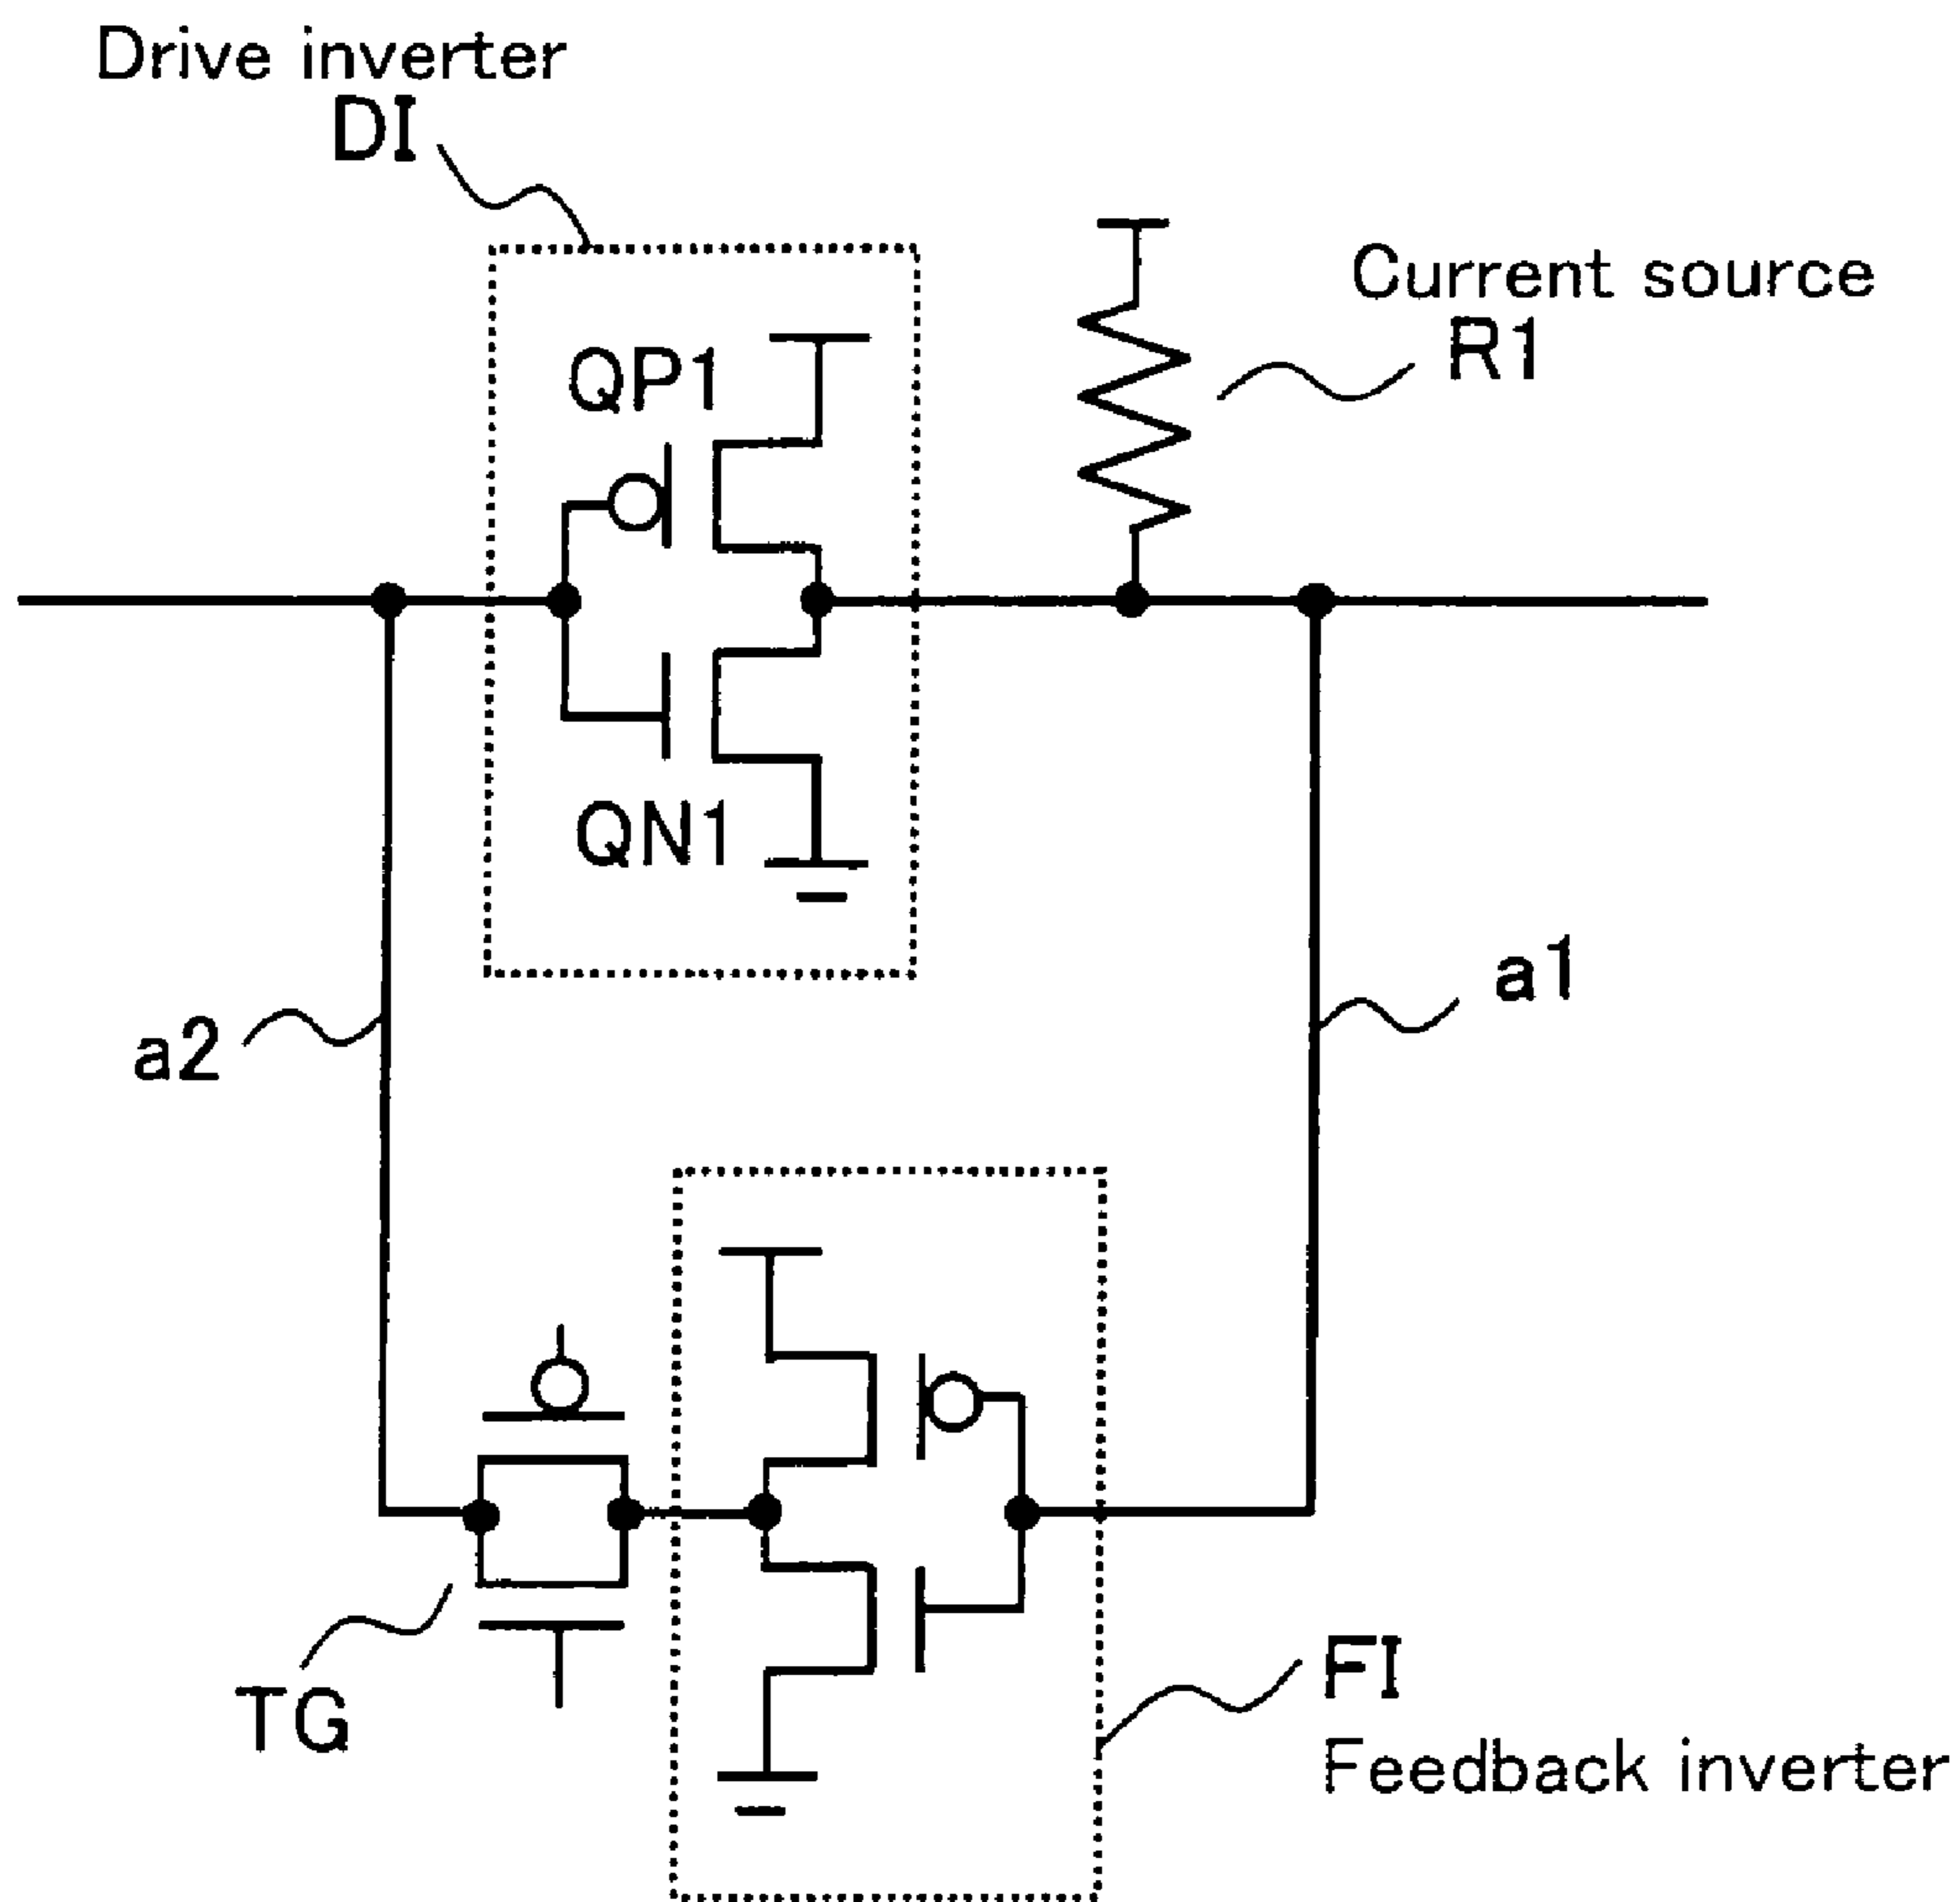 Drive inverter
DI
Current source
R1
QP1
QN1
a1
a2
TG
FI
Feedback inverter